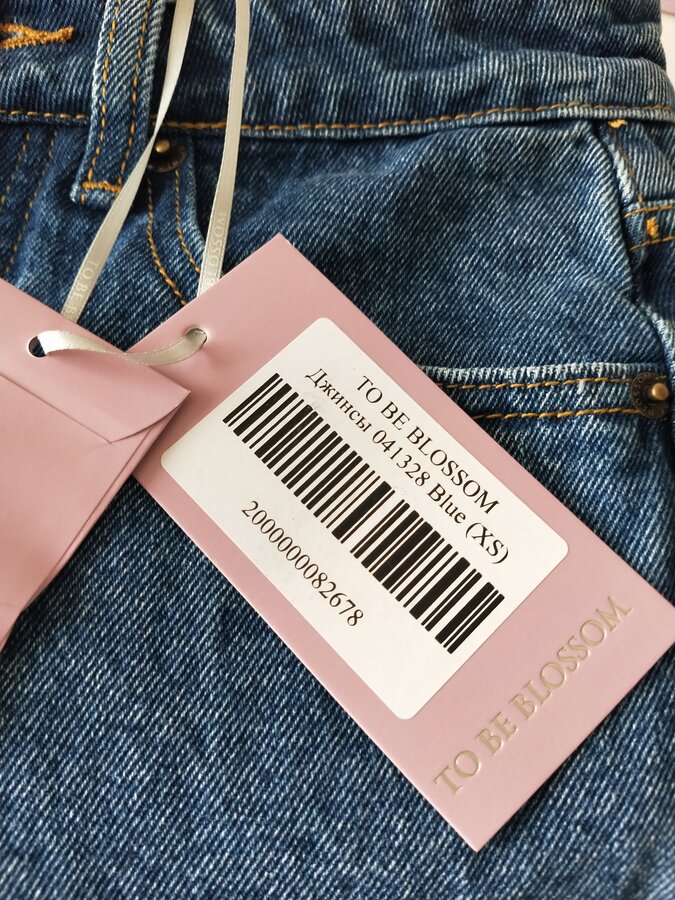 TO BE BLOSSOM
Джинсы 041328 Blue (XS)
2000000082678
TO BE BLOSSOM